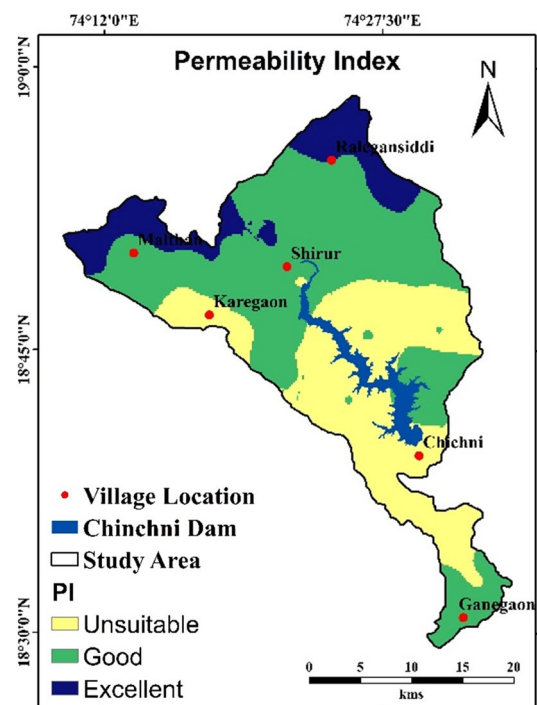 74°12'0"E 74°27'30"E
19°0'0"N
Permeability Index
N
Ralegansiddi
Malthan
Shirur
Karegaon
18°45'0"N
Chichni
Village Location
Chinchni Dam
Study Area
PI
Unsuitable
Good
Excellent
Ganegaon
18°30'0"N
0 5 10 15 20
kms